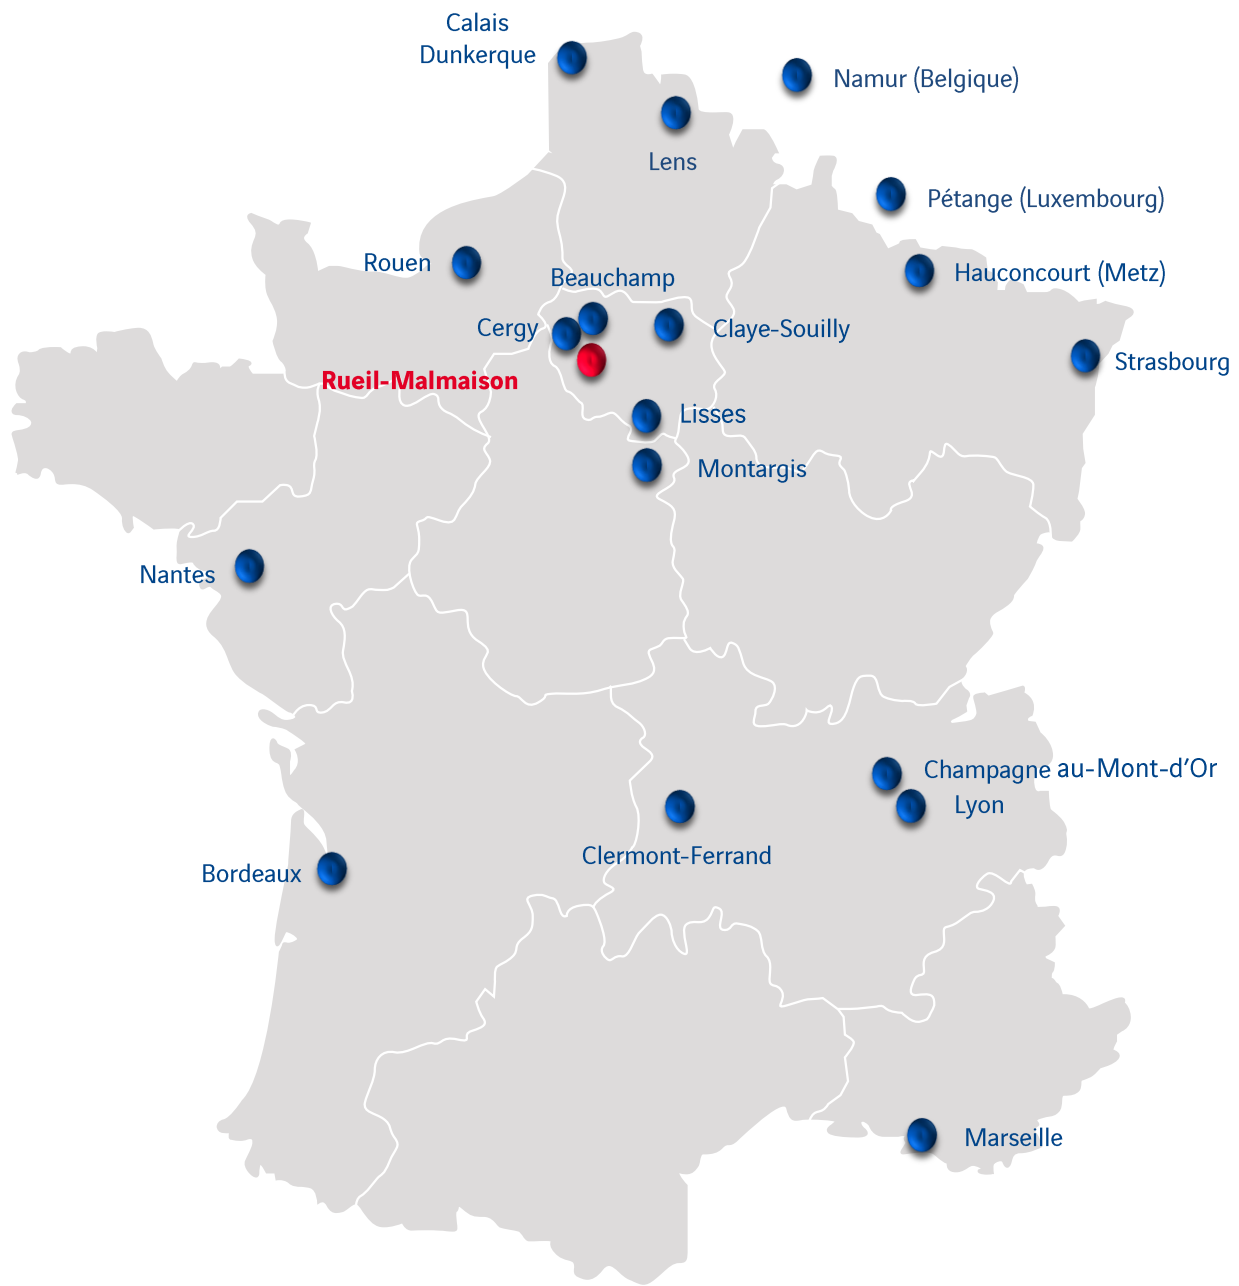 Calais
Dunkerque
Namur (Belgique)
Lens
Pétange (Luxembourg)
Rouen
Beauchamp
Hauconcourt (Metz)
Cergy
Claye-Souilly
Strasbourg
Rueil-Malmaison
Lisses
Montargis
Nantes
Champagne au-Mont-d’Or
Lyon
Clermont-Ferrand
Bordeaux
Marseille